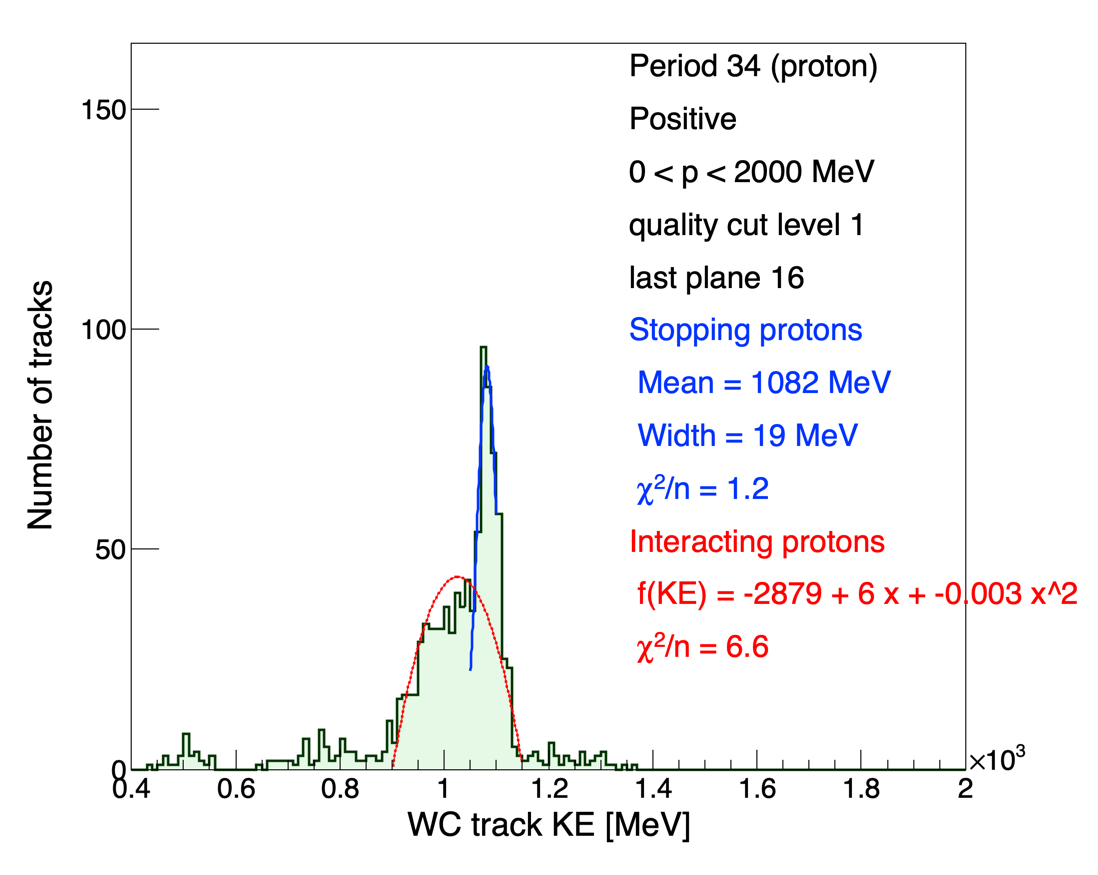 Period 34 (proton)
Positive
0 < p < 2000 MeV
quality cut level 1
last plane 16
Stopping protons
Mean = 1082 MeV
Width = 19 MeV
χ²/n = 1.2
Interacting protons
f(KE) = -2879 + 6 x + -0.003 x^2
χ²/n = 6.6
Number of tracks
150
100
50
0
0.4 0.6 0.8 1 1.2 1.4 1.6 1.8 2
×10³
WC track KE [MeV]